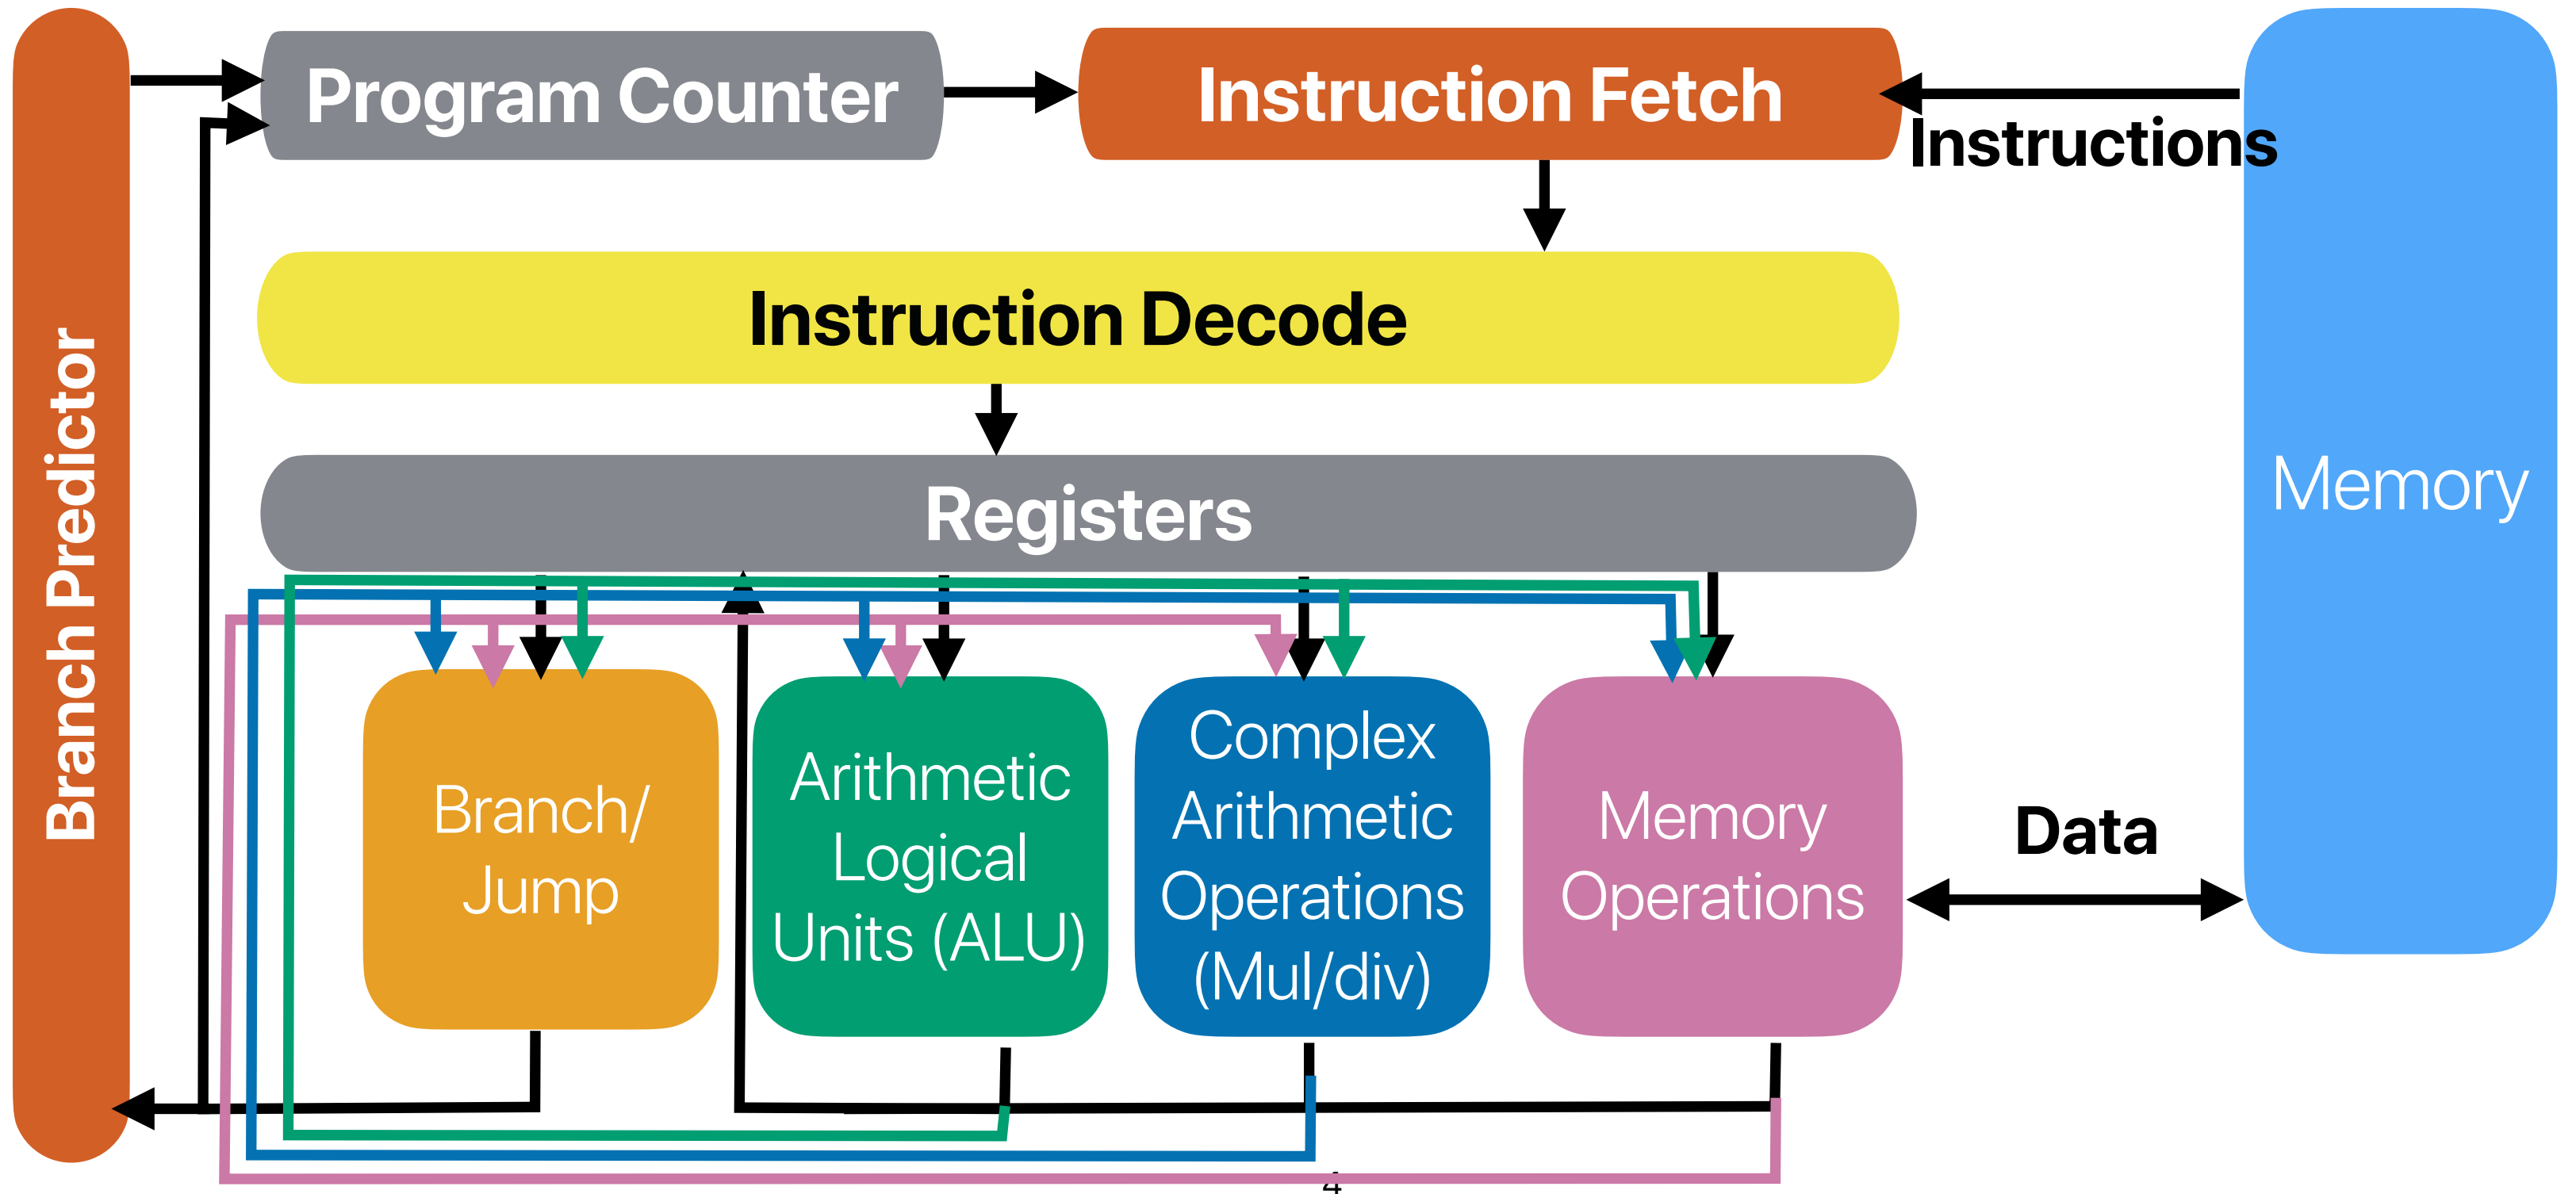 Program Counter
Instruction Fetch
Instructions
Instruction Decode
Branch Predictor
Registers
Memory
Branch/
Jump
Arithmetic
Logical
Units (ALU)
Complex
Arithmetic
Operations
(Mul/div)
Memory
Operations
Data
4